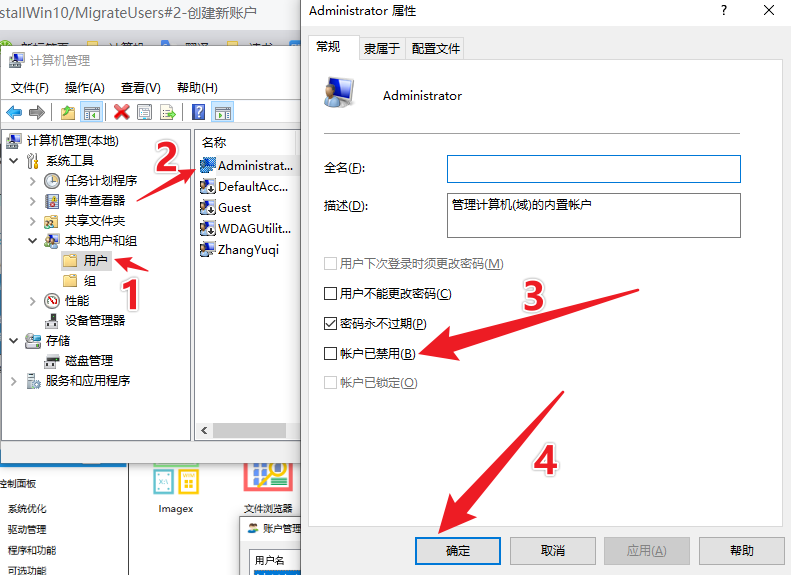 stallWin10/MigrateUsers#2-创建新账户
计算机管理
文件(F) 操作(A) 查看(V) 帮助(H)
计算机管理(本地)
系统工具
任务计划程序
事件查看器
共享文件夹
本地用户和组
用户
组
性能
设备管理器
存储
磁盘管理
服务和应用程序
1
2
名称
Administrat...
DefaultAcc...
Guest
WDAGUtilit...
ZhangYuqi
控制面板
系统优化
驱动管理
程序和功能
可选功能
Imagex
文件浏览器
账户管理
用户名
Administrator 属性
?
常规 隶属于 配置文件
Administrator
全名(F):
描述(D):
管理计算机(域)的内置帐户
用户下次登录时须更改密码(M)
用户不能更改密码(C)
密码永不过期(P)
帐户已禁用(B)
帐户已锁定(O)
3
4
确定 取消 应用(A) 帮助